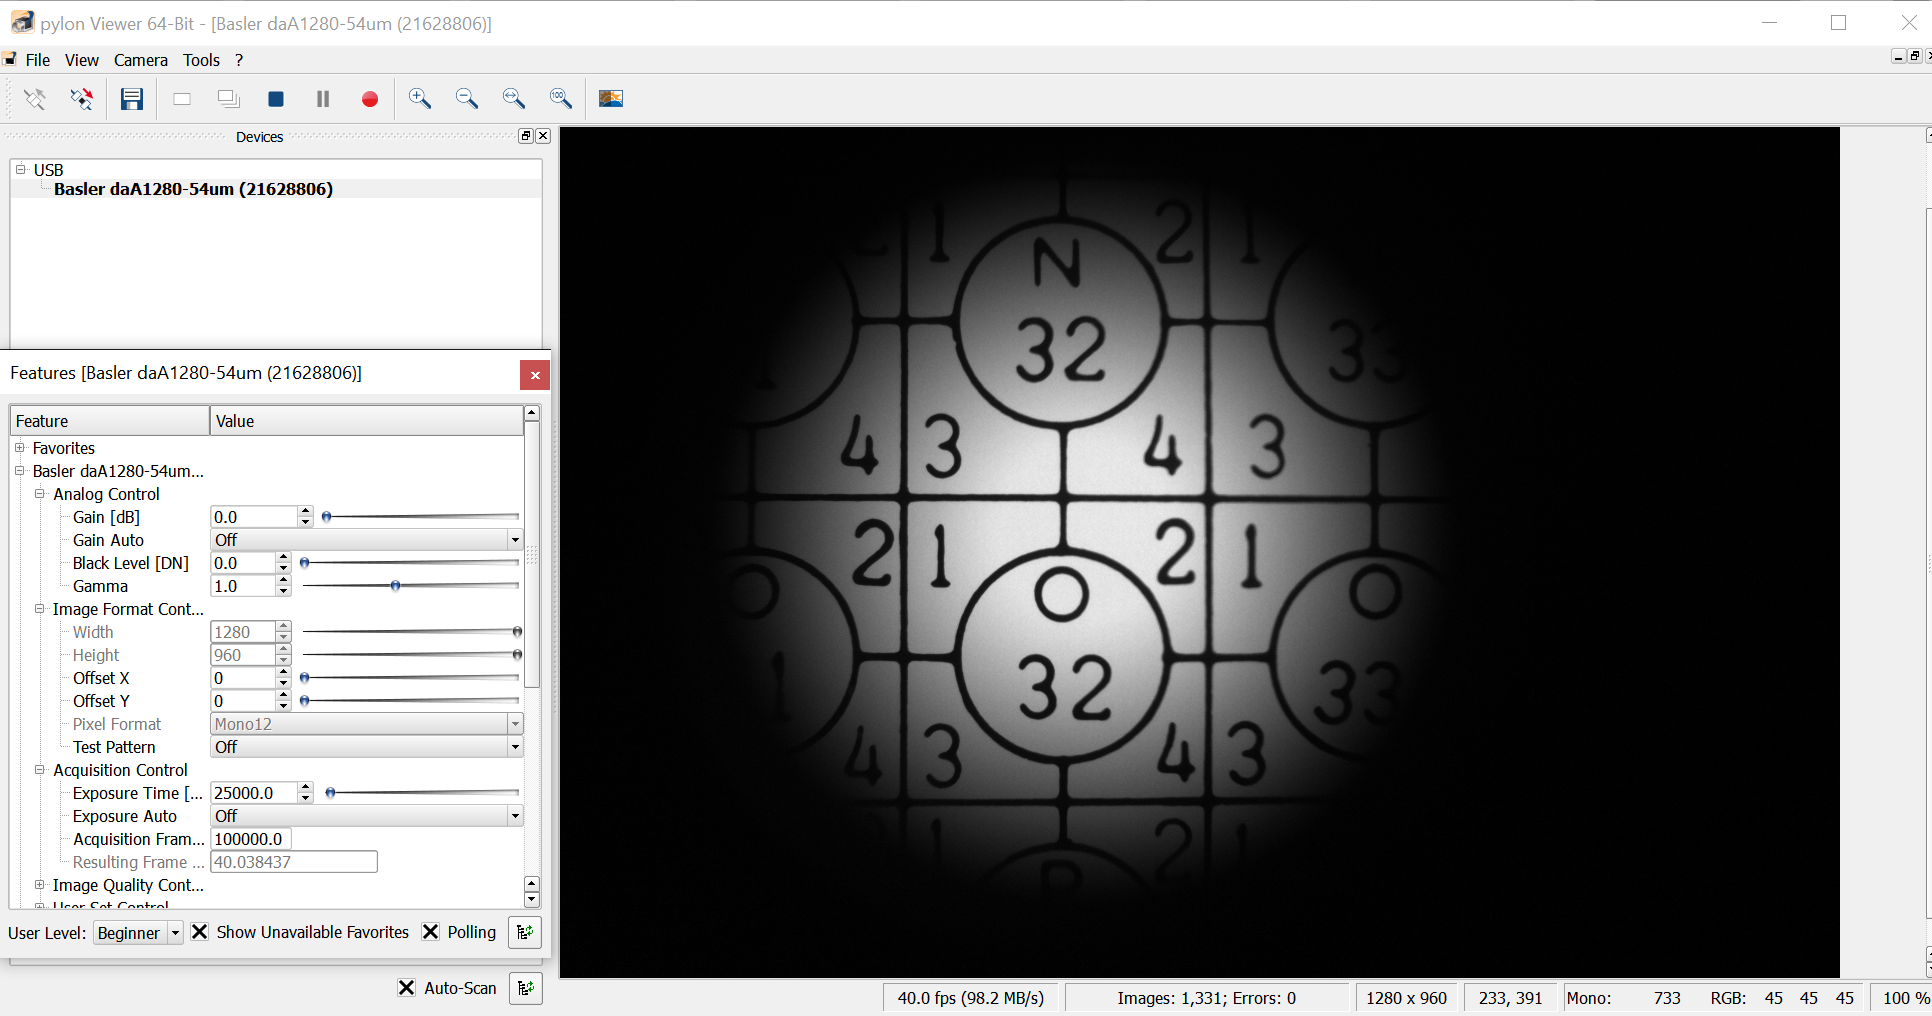 pylon Viewer 64-Bit - [Basler daA1280-54um (21628806)]
File View Camera Tools ?
100
Devices
USB
Basler daA1280-54um (21628806)
Features [Basler daA1280-54um (21628806)]
Feature Value
Favorites
Basler daA1280-54um...
Analog Control
Gain [dB] 0.0
Gain Auto Off
Black Level [DN] 0.0
Gamma 1.0
Image Format Cont...
Width 1280
Height 960
Offset X 0
Offset Y 0
Pixel Format Mono12
Test Pattern Off
Acquisition Control
Exposure Time [... 25000.0
Exposure Auto Off
Acquisition Fram... 100000.0
Resulting Frame ... 40.038437
Image Quality Cont...
User Set Control
User Level: Beginner Show Unavailable Favorites Polling
Auto-Scan
1 2 1
N
32 33
4 3 4 3
2 1 2 1
O O O
1 32 33
4 3 4 3
1 2 1
P
40.0 fps (98.2 MB/s) Images: 1,331; Errors: 0 1280 x 960 233, 391 Mono: 733 RGB: 45 45 45 100 %